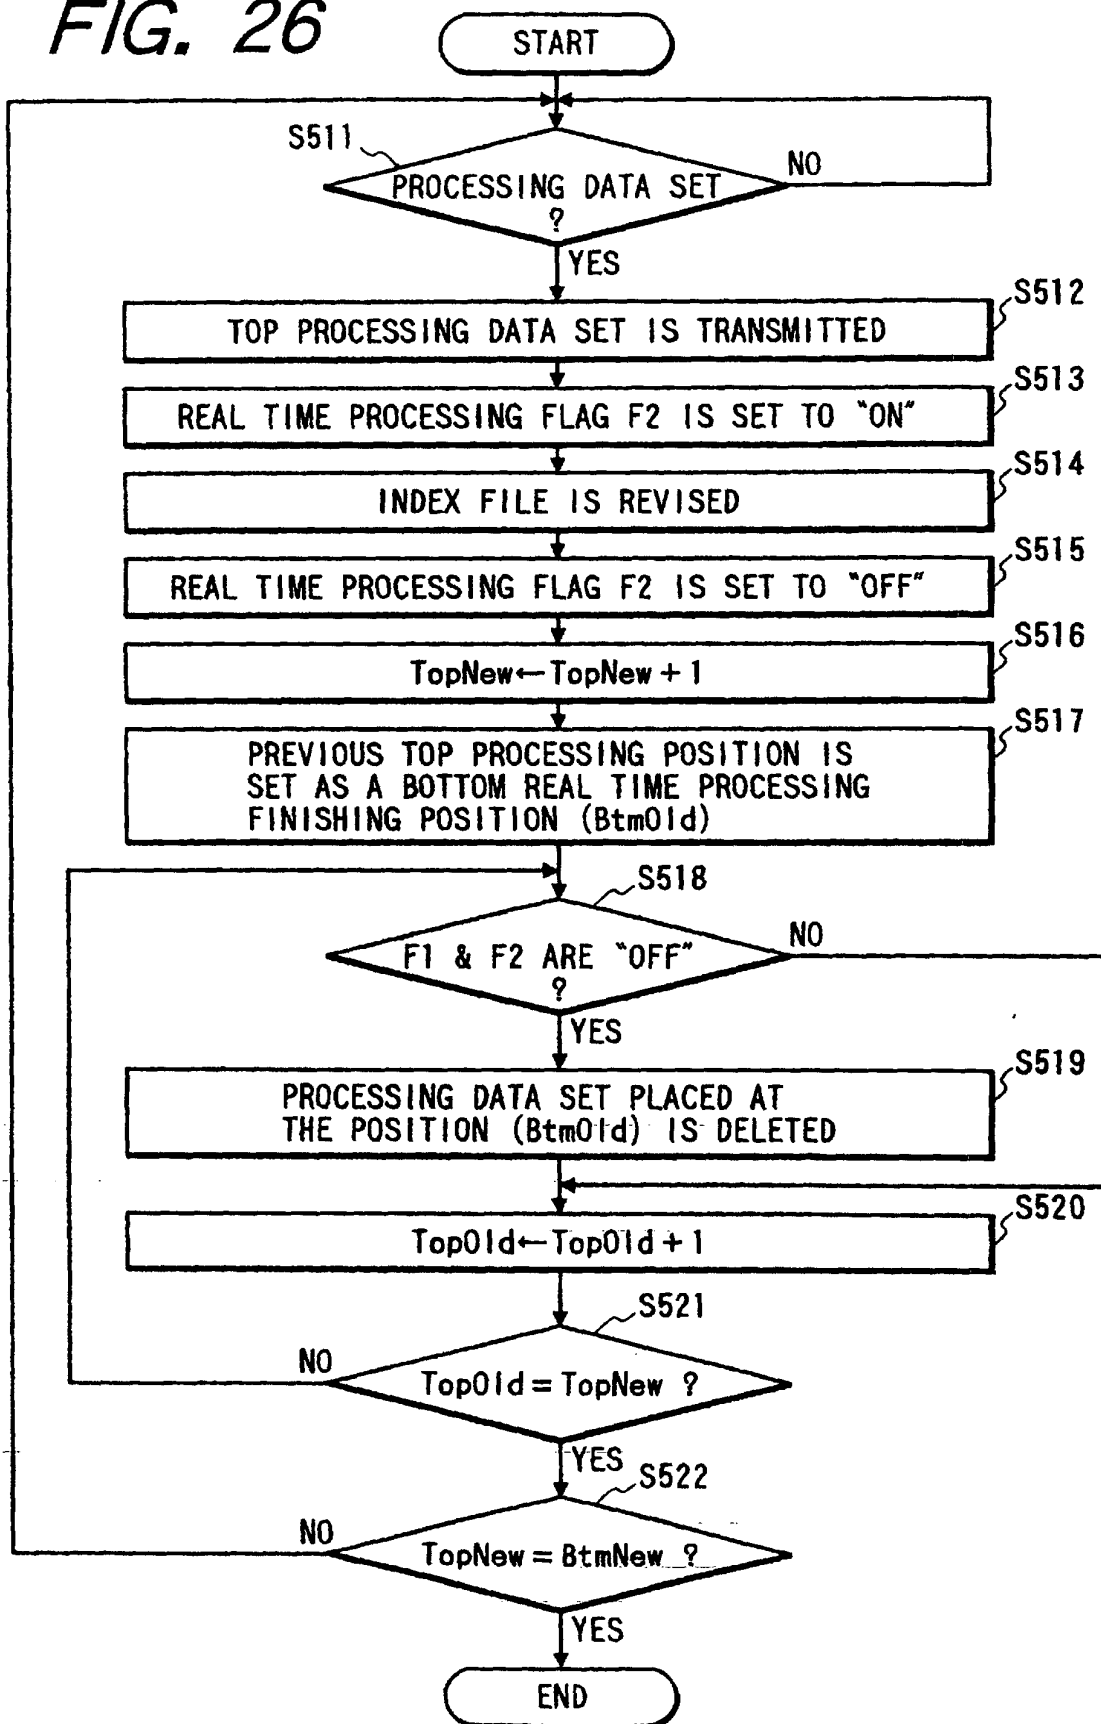 FIG. 26
START
S511
PROCESSING DATA SET
?
NO
YES
S512
TOP PROCESSING DATA SET IS TRANSMITTED
S513
REAL TIME PROCESSING FLAG F2 IS SET TO "ON"
S514
INDEX FILE IS REVISED
S515
REAL TIME PROCESSING FLAG F2 IS SET TO "OFF"
S516
TopNew←TopNew+1
S517
PREVIOUS TOP PROCESSING POSITION IS
SET AS A BOTTOM REAL TIME PROCESSING
FINISHING POSITION (BtmOld)
S518
F1 & F2 ARE "OFF"
?
NO
YES
S519
PROCESSING DATA SET PLACED AT
THE POSITION (BtmOld) IS DELETED
S520
TopOld←TopOld+1
S521
NO
TopOld=TopNew ?
YES
S522
NO
TopNew=BtmNew ?
YES
END